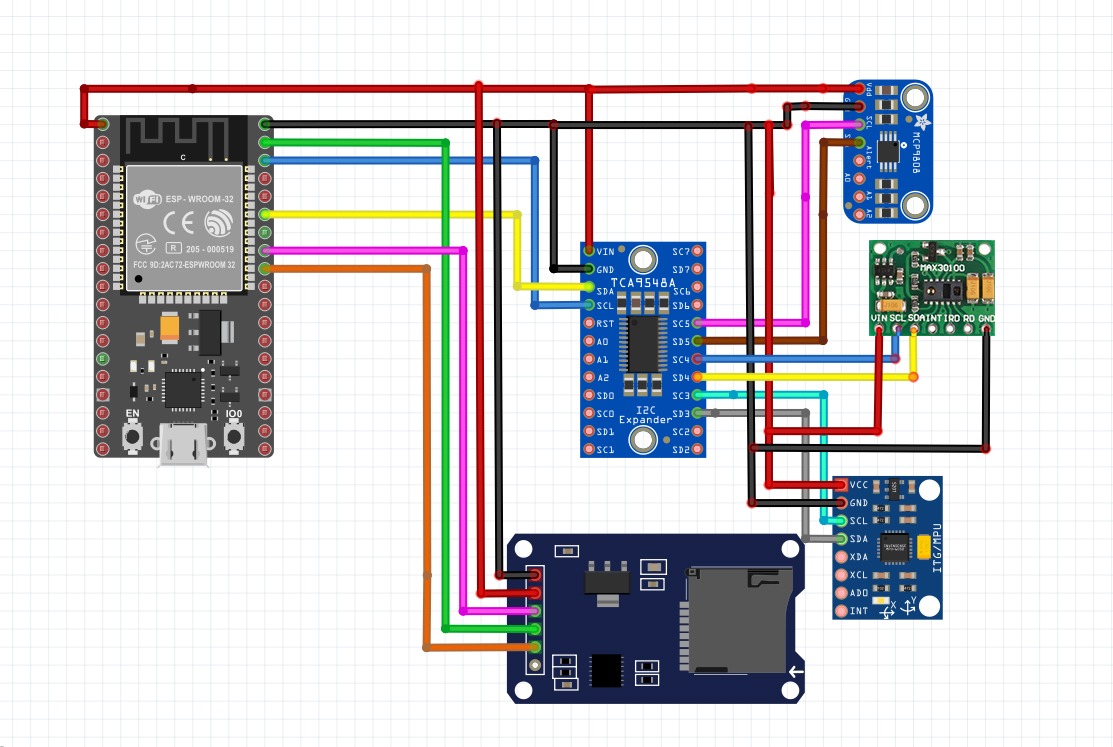 C
WiFi
ESP - WROOM-32
CE
R
205 - 000519
FCC 9D:2AC72-ESPWROOM 32
EN
IO0
VIN
GND
SDA
SCL
RST
A0
A1
A2
SD0
SC0
SD1
SC1
TCA9548A
I2C
Expander
SC7
SD7
SC6
SD6
SC5
SD5
SC4
SD4
SC3
SD3
SC2
SD2
SCL
Alert
A0
A1
A2
MCP9808
MAX30100
VIN SCL SDA INT IRD RD GND
VCC
GND
SCL
SDA
XDA
XCL
ADO
INT
ITG/MPU
X
Y